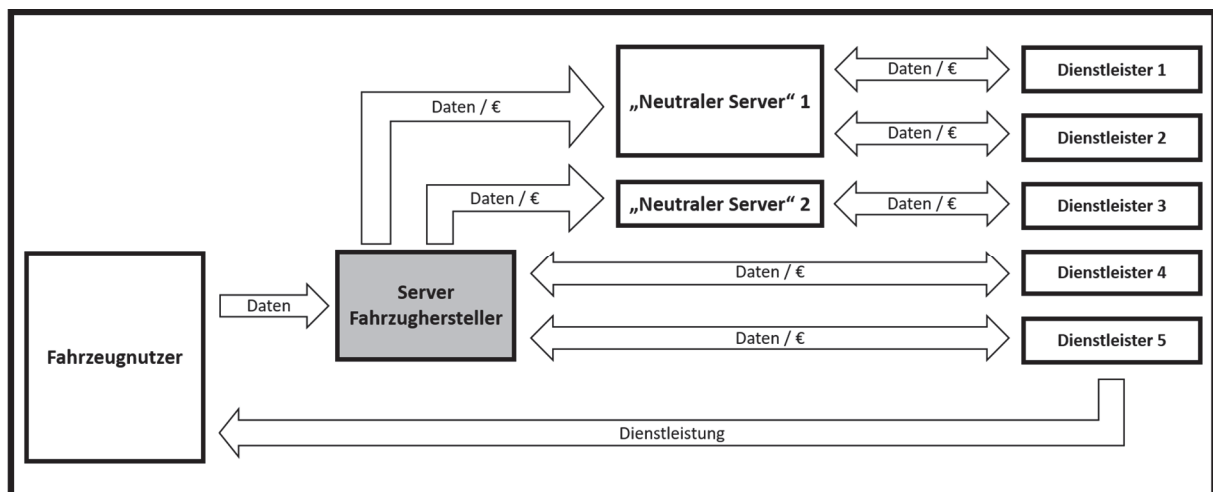 „Neutraler Server“ 1
Daten / €
Dienstleister 1
Daten / €
Daten / €
Dienstleister 2
„Neutraler Server“ 2
Daten / €
Daten / €
Dienstleister 3
Server
Fahrzughersteller
Daten / €
Dienstleister 4
Daten
Daten / €
Dienstleister 5
Fahrzeugnutzer
Dienstleistung